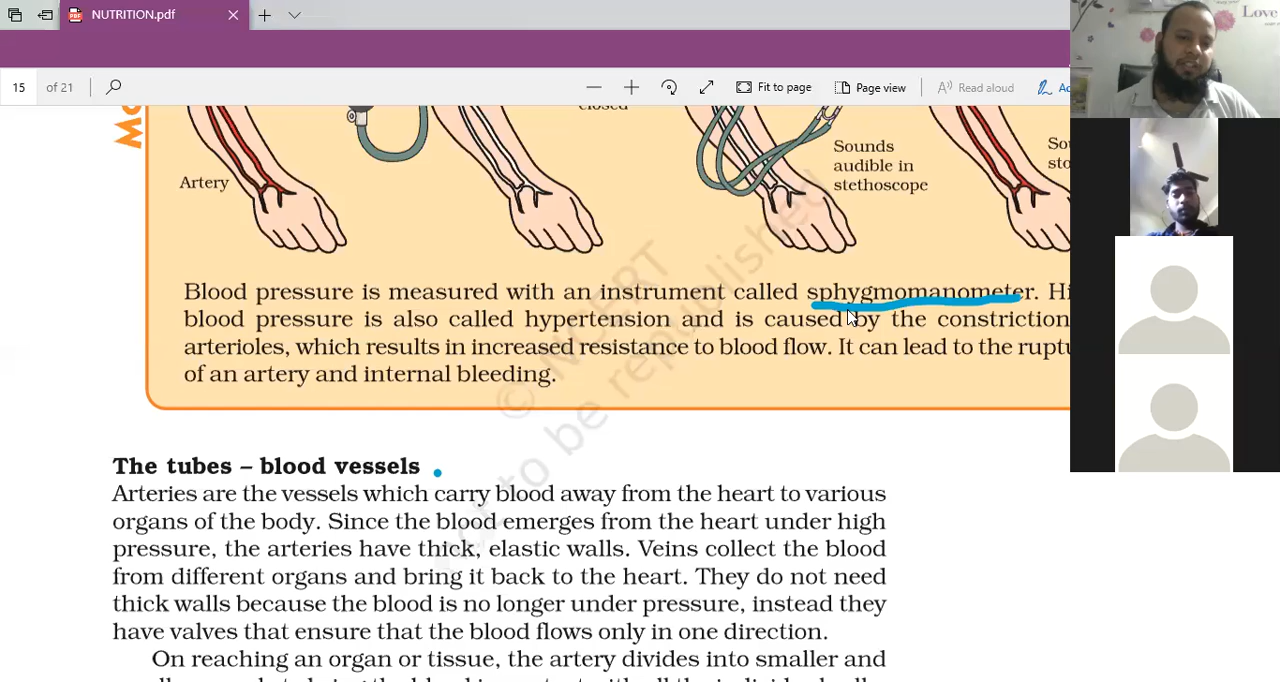 NUTRITION.pdf
15 of 21
Fit to page
Page view
Read aloud
Love
closed
Artery
Sounds
audible in
stethoscope
Blood pressure is measured with an instrument called sphygmomanometer.
blood pressure is also called hypertension and is caused by the constriction
arterioles, which results in increased resistance to blood flow. It can lead to the
of an artery and internal bleeding.
© NCERT
not to be republished
The tubes – blood vessels
Arteries are the vessels which carry blood away from the heart to various
organs of the body. Since the blood emerges from the heart under high
pressure, the arteries have thick, elastic walls. Veins collect the blood
from different organs and bring it back to the heart. They do not need
thick walls because the blood is no longer under pressure, instead they
have valves that ensure that the blood flows only in one direction.
On reaching an organ or tissue, the artery divides into smaller and